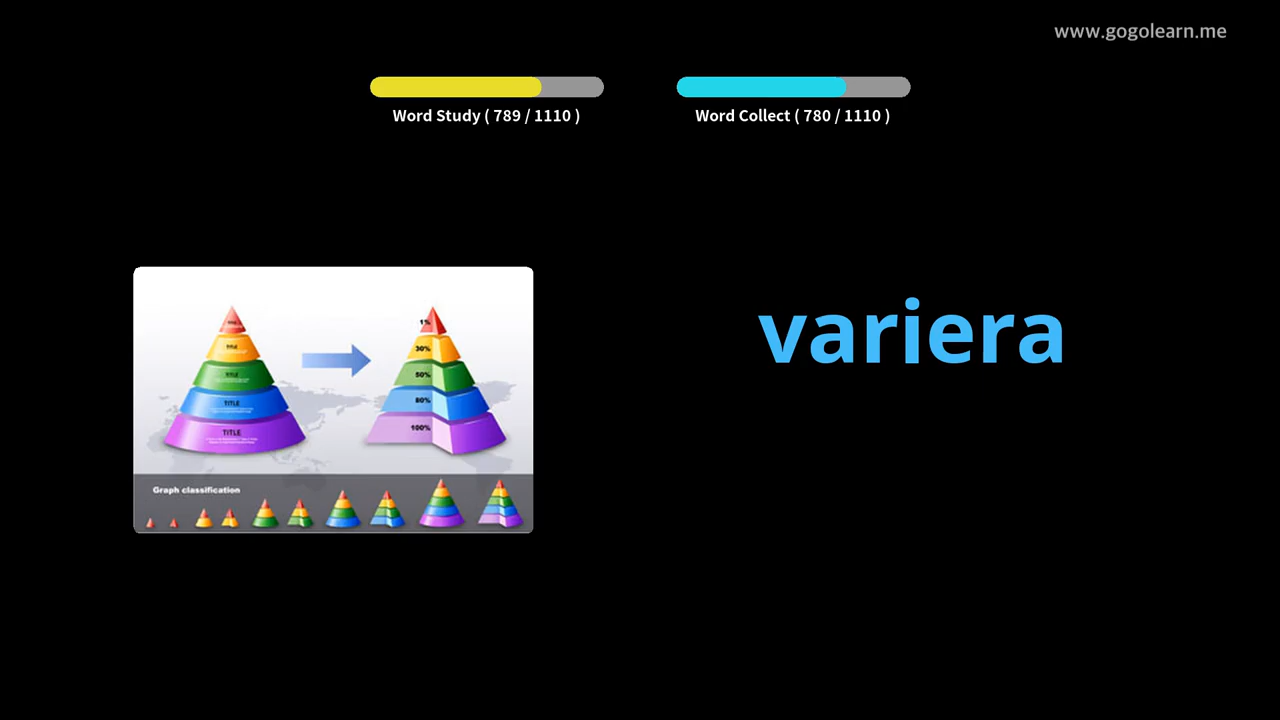 www.gogolearn.me
Word Study ( 789 / 1110 )
Word Collect ( 780 / 1110 )
variera
TITLE
TITLE
TITLE
TITLE
1%
30%
50%
80%
100%
Graph classification